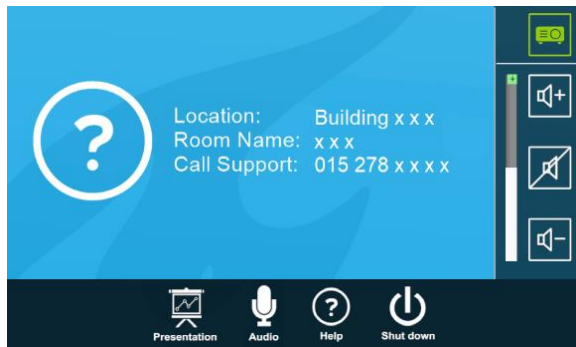 ?
Location: Building x x x
Room Name: x x x
Call Support: 015 278 x x x x
+
+
-
?
Presentation Audio Help Shut down